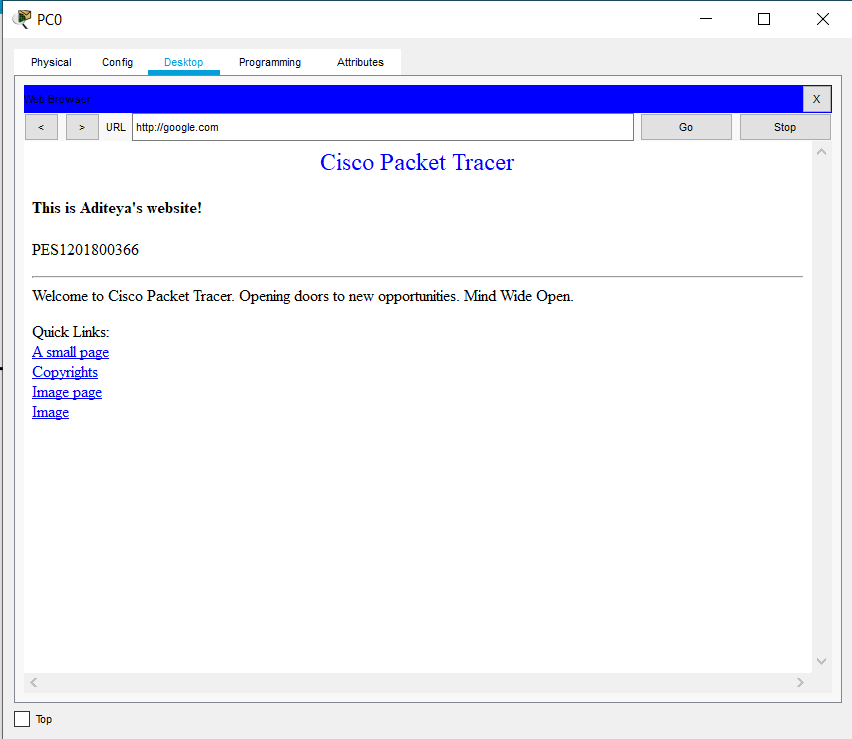 PC0
Physical Config Desktop Programming Attributes
Web Browser X
< > URL http://google.com Go Stop
Cisco Packet Tracer
This is Aditeya's website!
PES1201800366
Welcome to Cisco Packet Tracer. Opening doors to new opportunities. Mind Wide Open.
Quick Links:
A small page
Copyrights
Image page
Image
Top